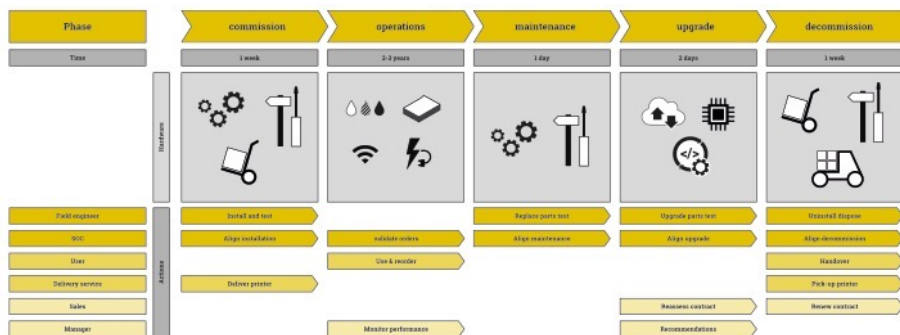 Phase
commission
operations
maintenance
upgrade
decommission
Time
1 week
2-3 years
1 day
2 days
1 week
Hardware
Actions
Field engineer
Install and test
Replace parts test
Upgrade parts test
Uninstall dispose
Align installation
validate orders
Align maintenance
Align upgrade
Align decommission
User
Use & reorder
Handover
Delivery service
Deliver printer
Pick-up printer
Sales
Reassess contract
Renew contract
Manager
Monitor performance
Recommendations